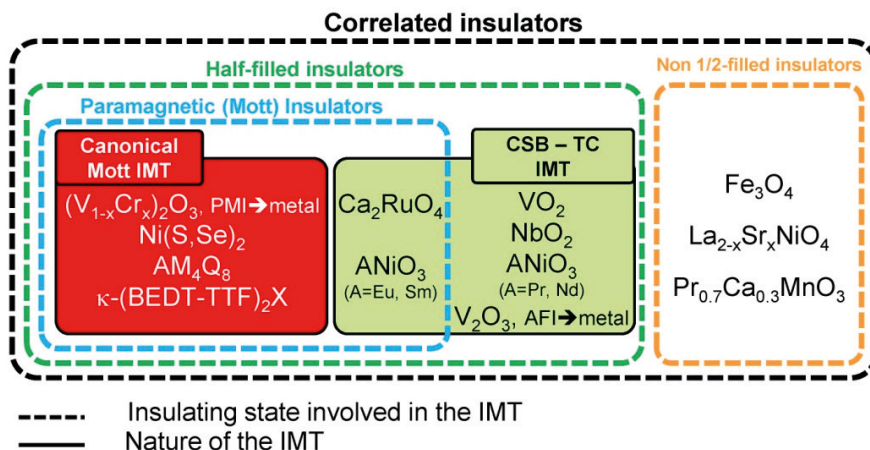 Correlated insulators
Half-filled insulators
Non 1/2-filled insulators
Paramagnetic (Mott) Insulators
Canonical
Mott IMT
(V₁₋ₓCrₓ)₂O₃, PMI➔metal
Ni(S,Se)₂
AM₄Q₈
κ-(BEDT-TTF)₂X
CSB – TC
IMT
Ca₂RuO₄
ANiO₃
(A=Eu, Sm)
VO₂
NbO₂
ANiO₃
(A=Pr, Nd)
V₂O₃, AFI➔metal
Fe₃O₄
La₂₋ₓSrₓNiO₄
Pr₀.₇Ca₀.₃MnO₃
Insulating state involved in the IMT
Nature of the IMT